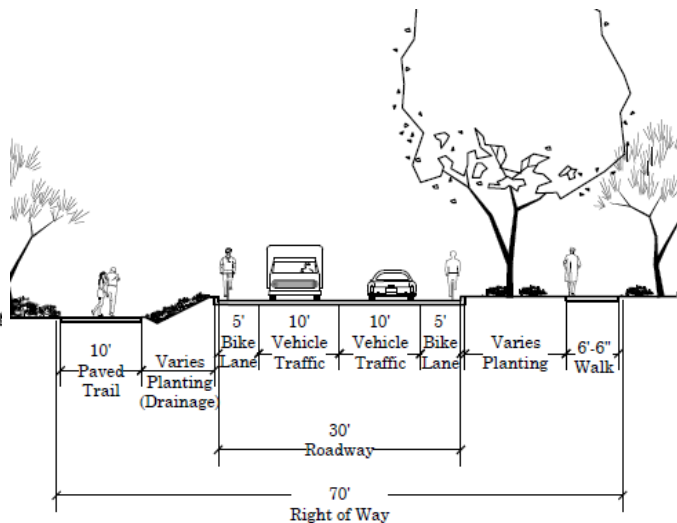 10'
Paved
Trail
Varies
Planting
(Drainage)
5'
Bike
Lane
10'
Vehicle
Traffic
10'
Vehicle
Traffic
5'
Bike
Lane
Varies
Planting
6'-6"
Walk
30'
Roadway
70'
Right of Way